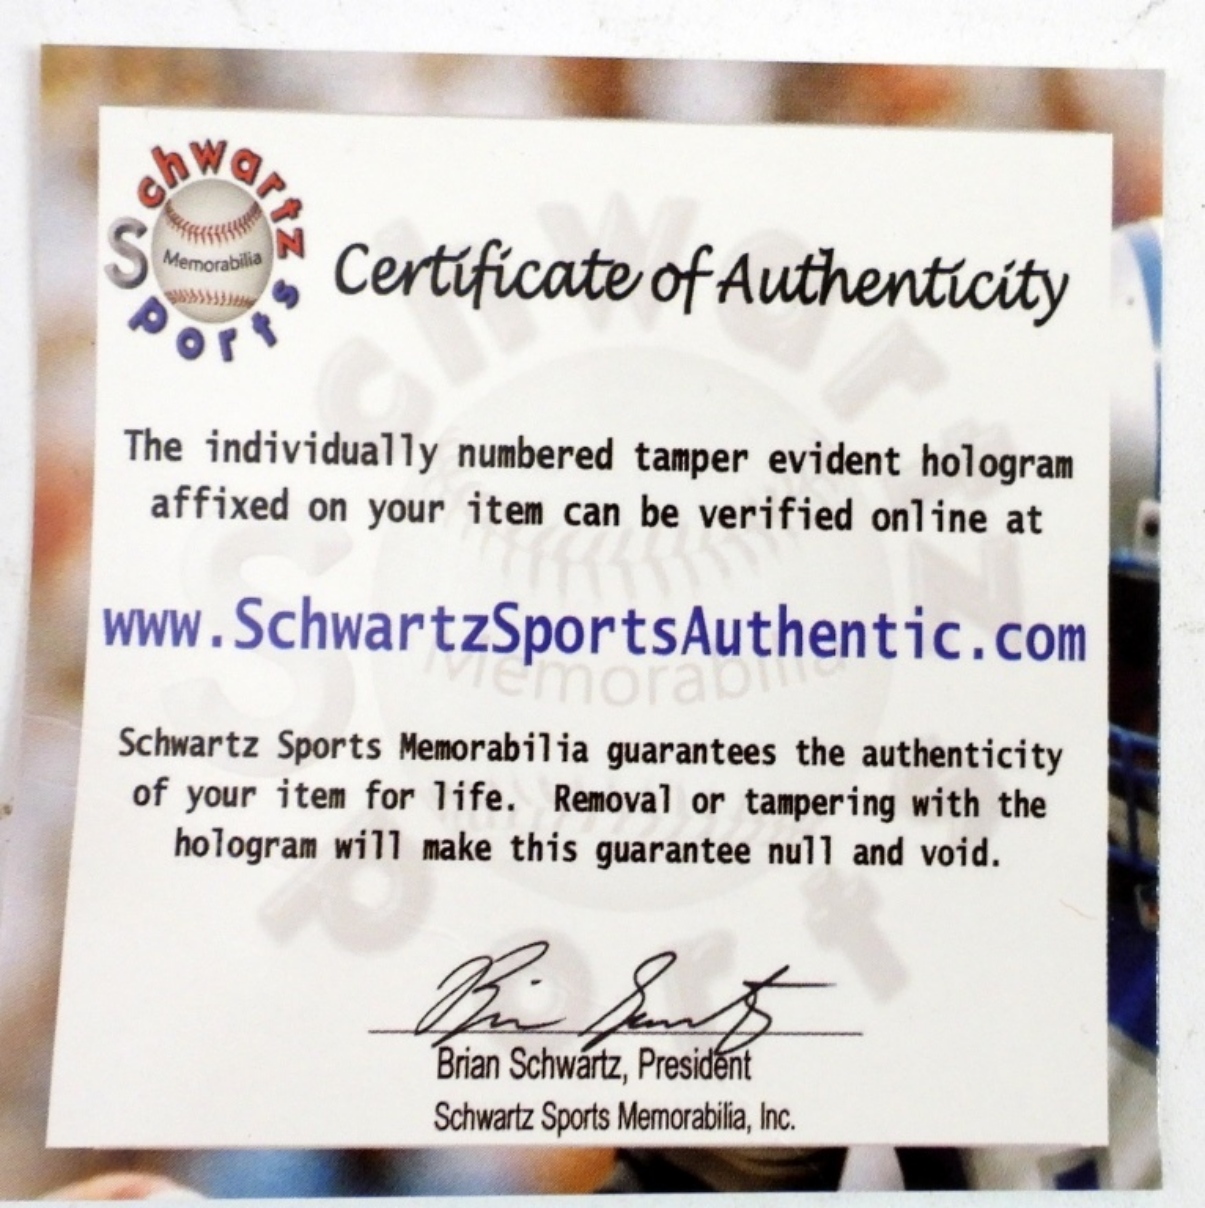 Schwartz
Memorabilia
Sports
Certificate of Authenticity
The individually numbered tamper evident hologram
affixed on your item can be verified online at
www.SchwartzSportsAuthentic.com
Schwartz Sports Memorabilia guarantees the authenticity
of your item for life. Removal or tampering with the
hologram will make this guarantee null and void.
Brian Schwartz, President
Schwartz Sports Memorabilia, Inc.